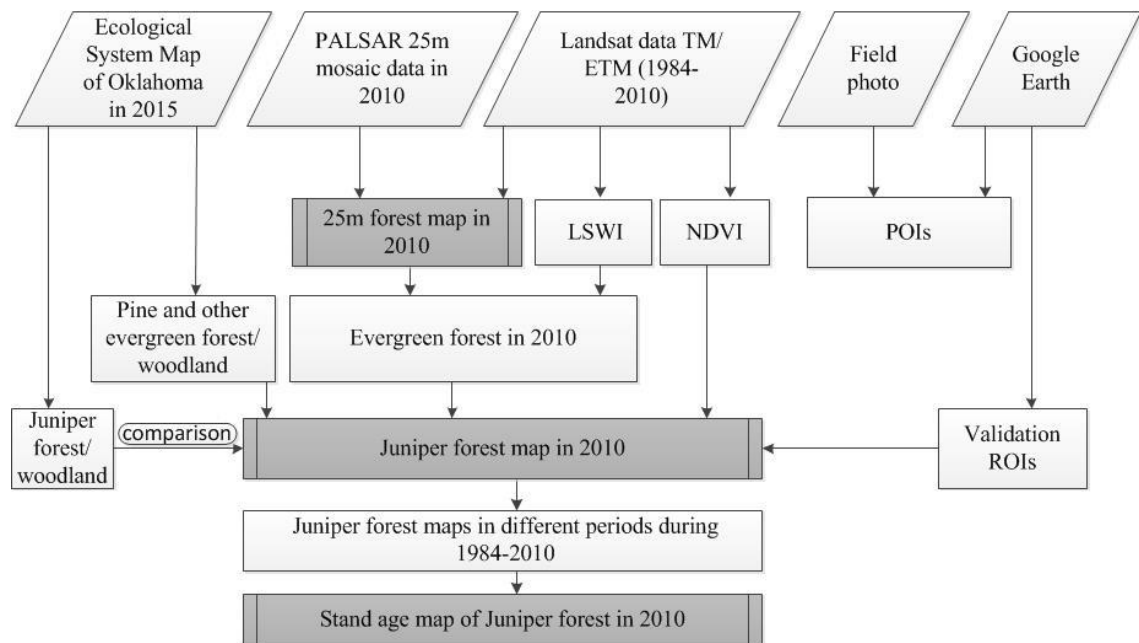 Ecological
System Map
of Oklahoma
in 2015
PALSAR 25m
mosaic data in
2010
Landsat data TM/
ETM (1984-
2010)
Field
photo
Google
Earth
25m forest map in
2010
LSWI
NDVI
POIs
Pine and other
evergreen forest/
woodland
Evergreen forest in 2010
Juniper
forest/
woodland
comparison
Juniper forest map in 2010
Validation
ROIs
Juniper forest maps in different periods during
1984-2010
Stand age map of Juniper forest in 2010